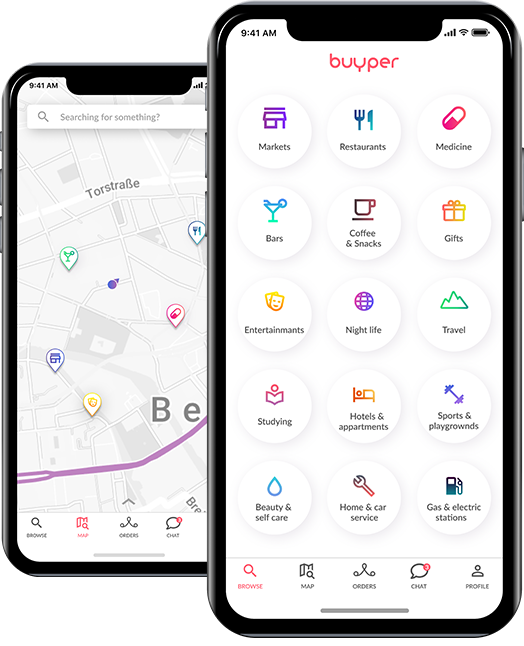 9:41 AM
Searching for something?
Torstraße
Be
Bre
BROWSE
MAP
ORDERS
CHAT
9:41 AM
buyper
Markets
Restaurants
Medicine
Bars
Coffee
& Snacks
Gifts
Entertainmants
Night life
Travel
Studying
Hotels &
appartments
Sports &
playgrownds
Beauty &
self care
Home & car
service
Gas & electric
stations
BROWSE
MAP
ORDERS
CHAT
PROFILE